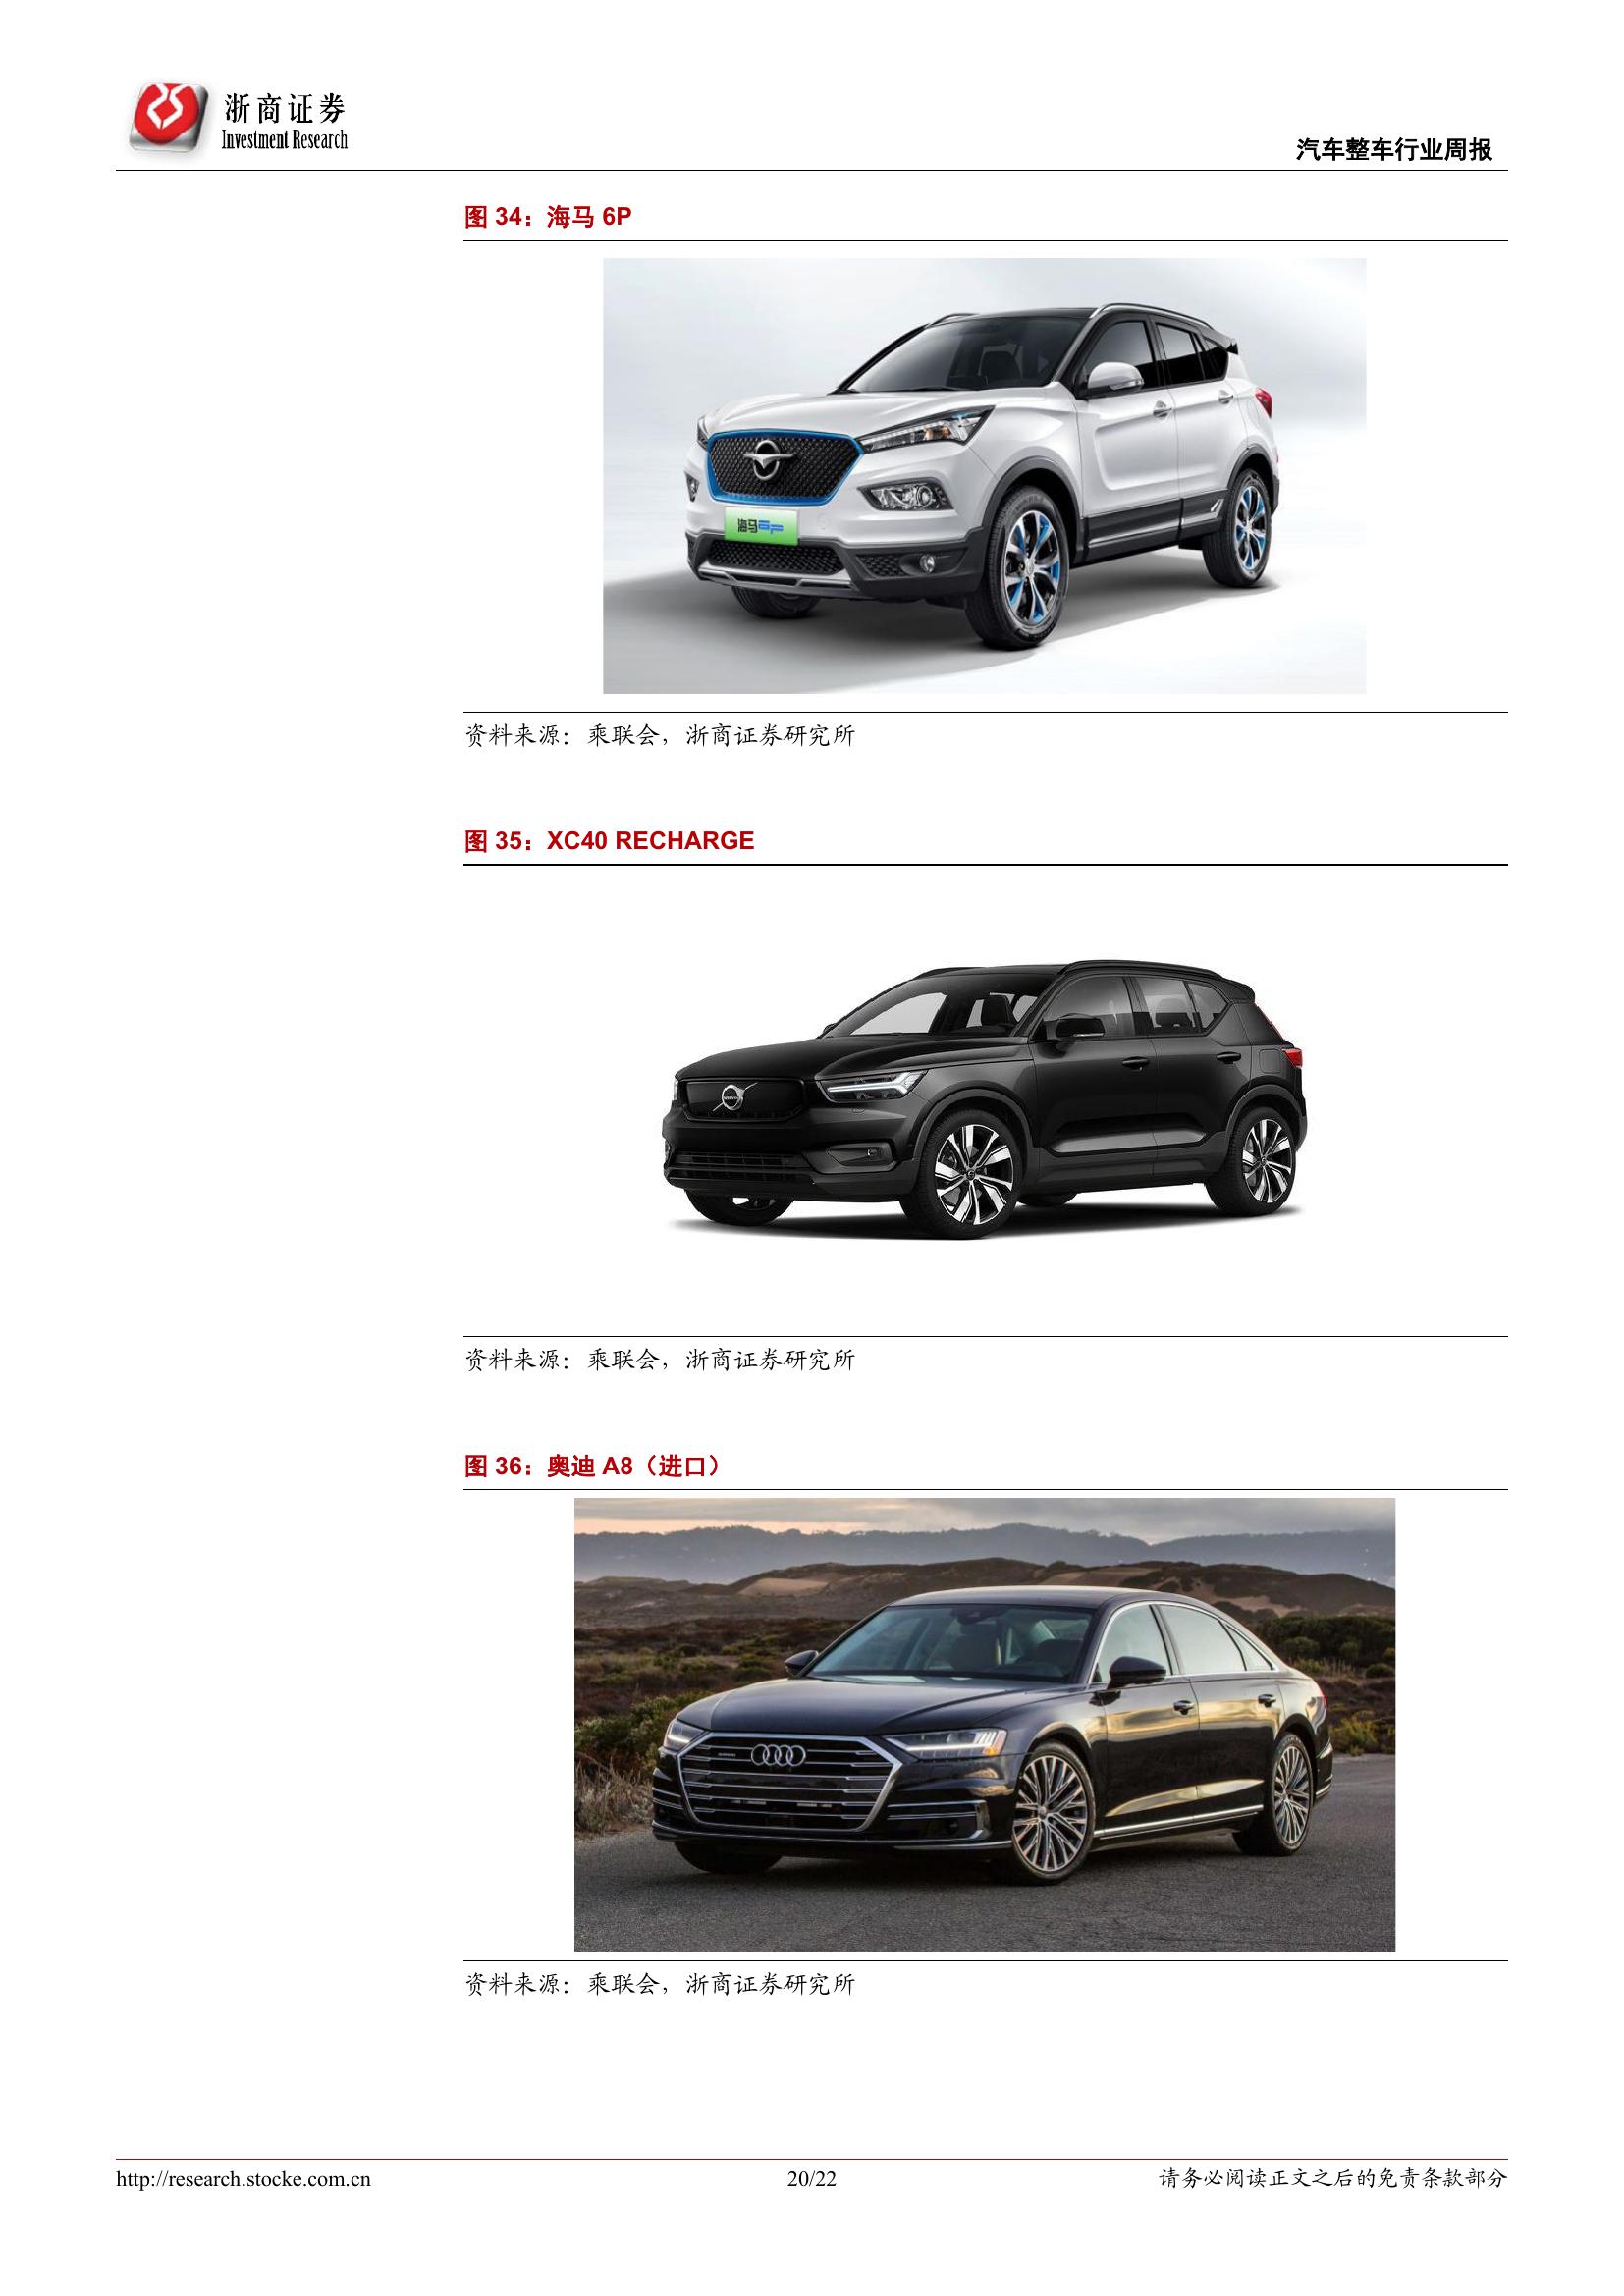 浙商证券
Investment Research
汽车整车行业周报
图 34：海马 6P
海马6P
资料来源：乘联会，浙商证券研究所
图 35：XC40 RECHARGE
资料来源：乘联会，浙商证券研究所
图 36：奥迪 A8（进口）
资料来源：乘联会，浙商证券研究所
http://research.stocke.com.cn
20/22
请务必阅读正文之后的免责条款部分